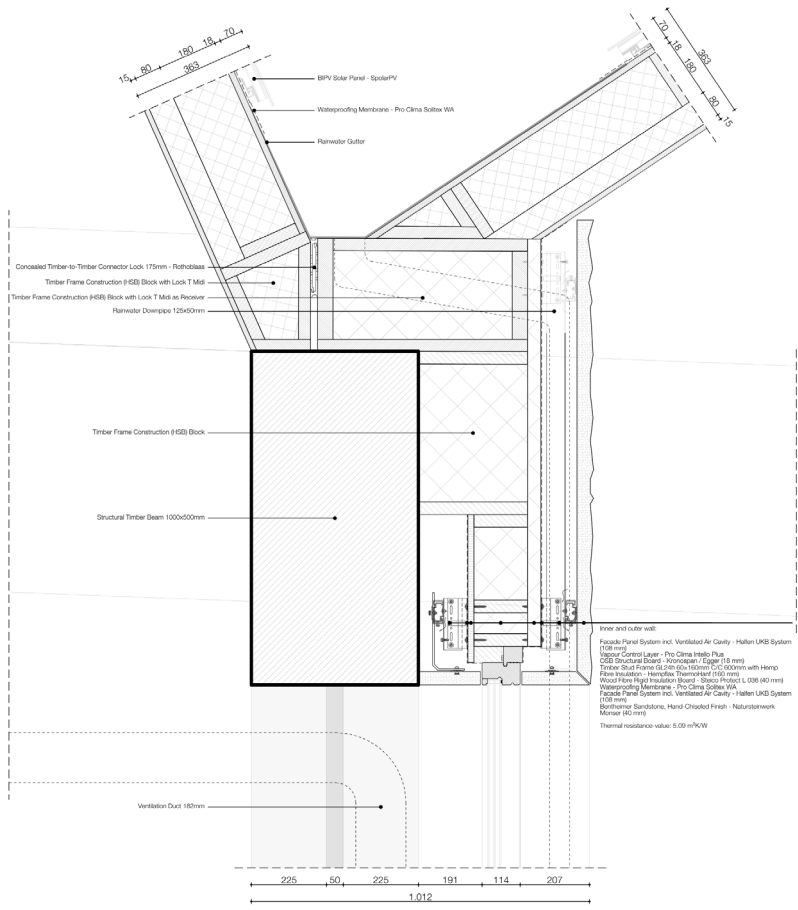 15 80 180 18 70
363
70 18 180 80 15
363
BIPV Solar Panel - SpolarPV
Waterproofing Membrane - Pro Clima Solitex WA
Rainwater Gutter
Concealed Timber-to-Timber Connector Lock 175mm - Rothoblaas
Timber Frame Construction (HSB) Block with Lock T Midi
Timber Frame Construction (HSB) Block with Lock T Midi as Receiver
Rainwater Downpipe 125x50mm
Timber Frame Construction (HSB) Block
Structural Timber Beam 1000x500mm
Inner and outer wall:
Facade Panel System incl. Ventilated Air Cavity - Halfen UKB System
(108 mm)
Vapour Control Layer - Pro Clima Intello Plus
OSB Structural Board - Kronospan / Egger (18 mm)
Timber Stud Frame GL24h 60x160mm C/C 600mm with Hemp
Fibre Insulation - Hempflax ThermoHanf (160 mm)
Wood Fibre Rigid Insulation Board - Steico Protect L 036 (40 mm)
Waterproofing Membrane - Pro Clima Solitex WA
Facade Panel System incl. Ventilated Air Cavity - Halfen UKB System
(108 mm)
Bentheimer Sandstone, Hand-Chiseled Finish - Natursteinwerk
Monser (40 mm)
Thermal resistance-value: 5.09 m²K/W
Ventilation Duct 182mm
225 50 225 191 114 207
1.012